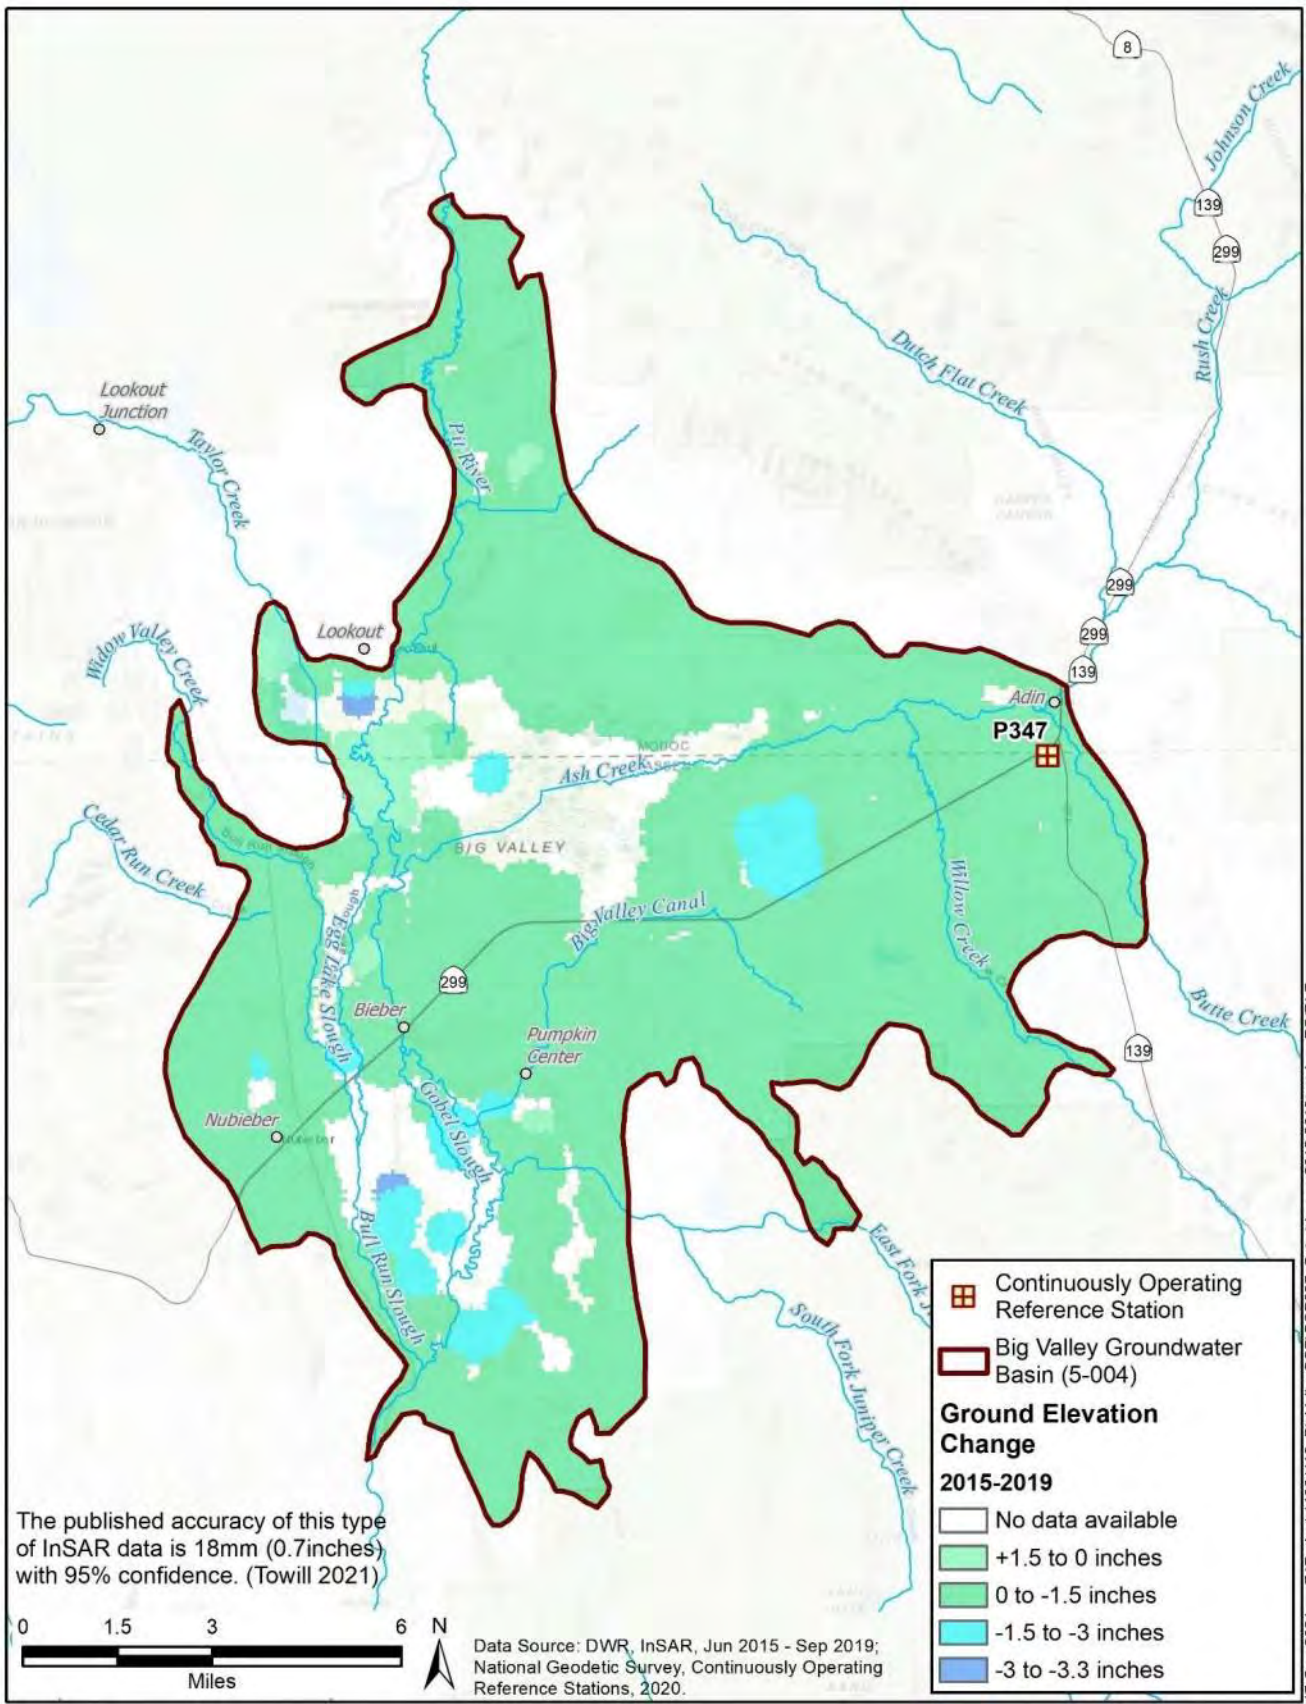 8
Johnson Creek
139
299
Rush Creek
Dutch Flat Creek
Lookout
Junction
Taylor Creek
Pit River
299
Lookout
Widow Valley Creek
299
139
Adin
P347
MODOC
Ash Creek
Cedar Run Creek
BIG VALLEY
Willow Creek
Big Valley Canal
Egg Lake Slough
299
Bieber
Pumpkin
Center
Butte Creek
139
Gobel Slough
Nubieber
Bull Run Slough
East Fork
South Fork Juniper Creek
Continuously Operating
Reference Station
Big Valley Groundwater
Basin (5-004)
Ground Elevation
Change
2015-2019
No data available
+1.5 to 0 inches
0 to -1.5 inches
-1.5 to -3 inches
-3 to -3.3 inches
The published accuracy of this type
of InSAR data is 18mm (0.7inches)
with 95% confidence. (Towill 2021)
0 1.5 3 6
Miles
N
Data Source: DWR, InSAR, Jun 2015 - Sep 2019;
National Geodetic Survey, Continuously Operating
Reference Stations, 2020.